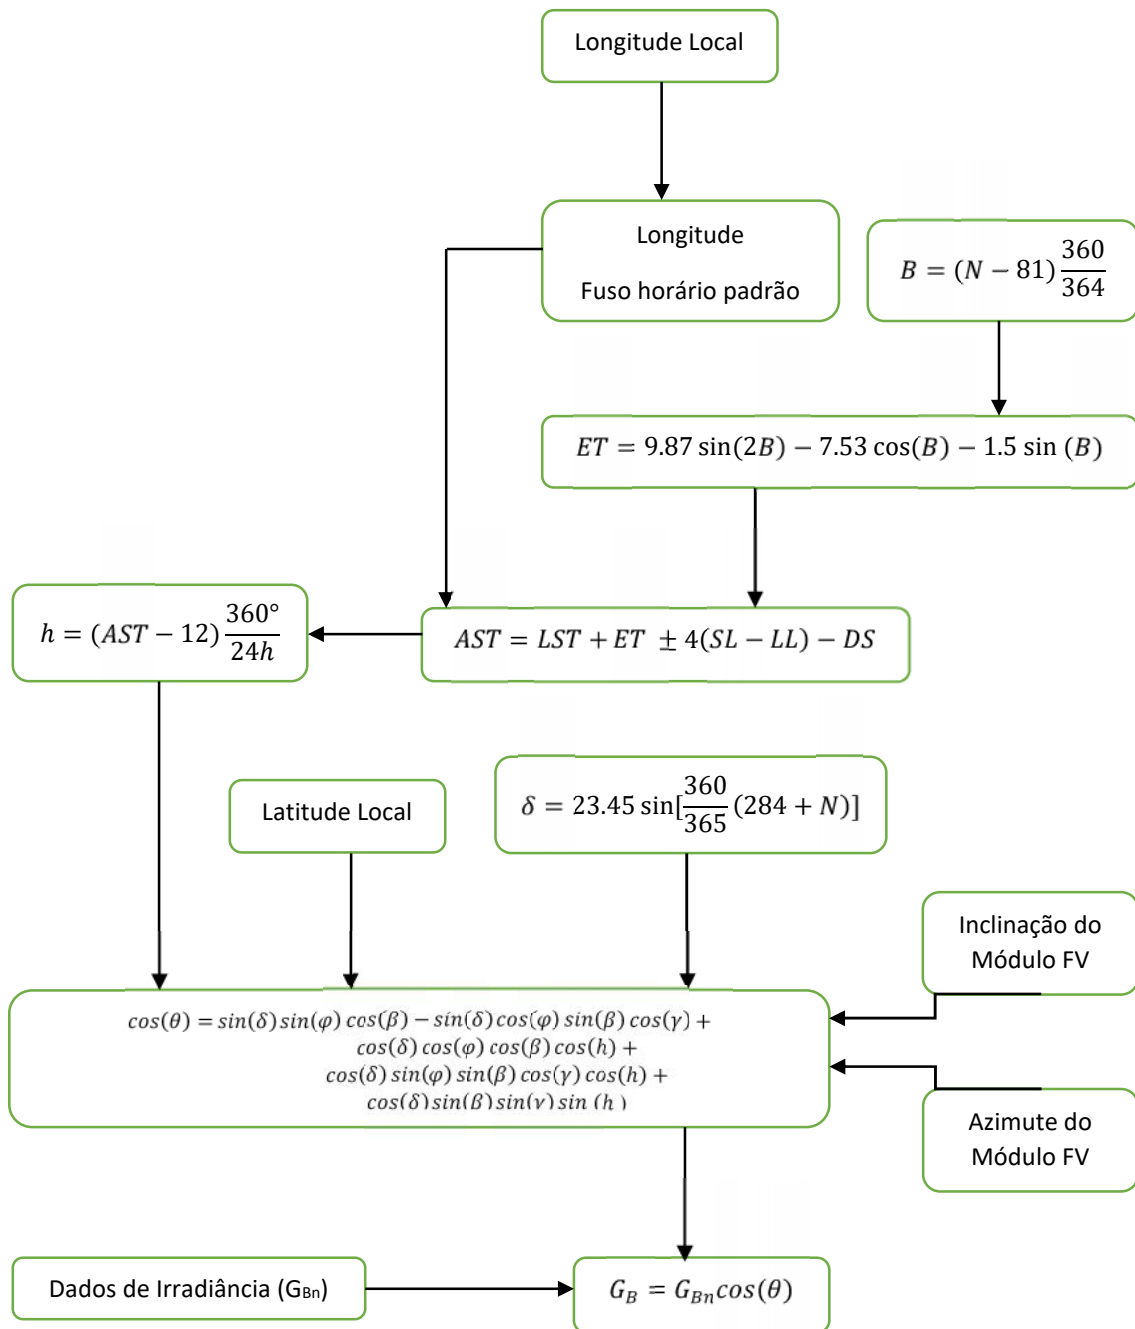 Longitude Local
Longitude
Fuso horário padrão
B = (N − 81) 360/364
ET = 9.87 sin(2B) − 7.53 cos(B) − 1.5 sin (B)
h = (AST − 12) 360°/24h
AST = LST + ET ± 4(SL − LL) − DS
Latitude Local
δ = 23.45 sin[360/365 (284 + N)]
Inclinação do
Módulo FV
cos(θ) = sin(δ) sin(φ) cos(β) − sin(δ) cos(φ) sin(β) cos(γ) +
cos(δ) cos(φ) cos(β) cos(h) +
cos(δ) sin(φ) sin(β) cos(γ) cos(h) +
cos(δ) sin(β) sin(γ) sin (h)
Azimute do
Módulo FV
Dados de Irradiância (GBn)
G_B = G_Bn cos(θ)